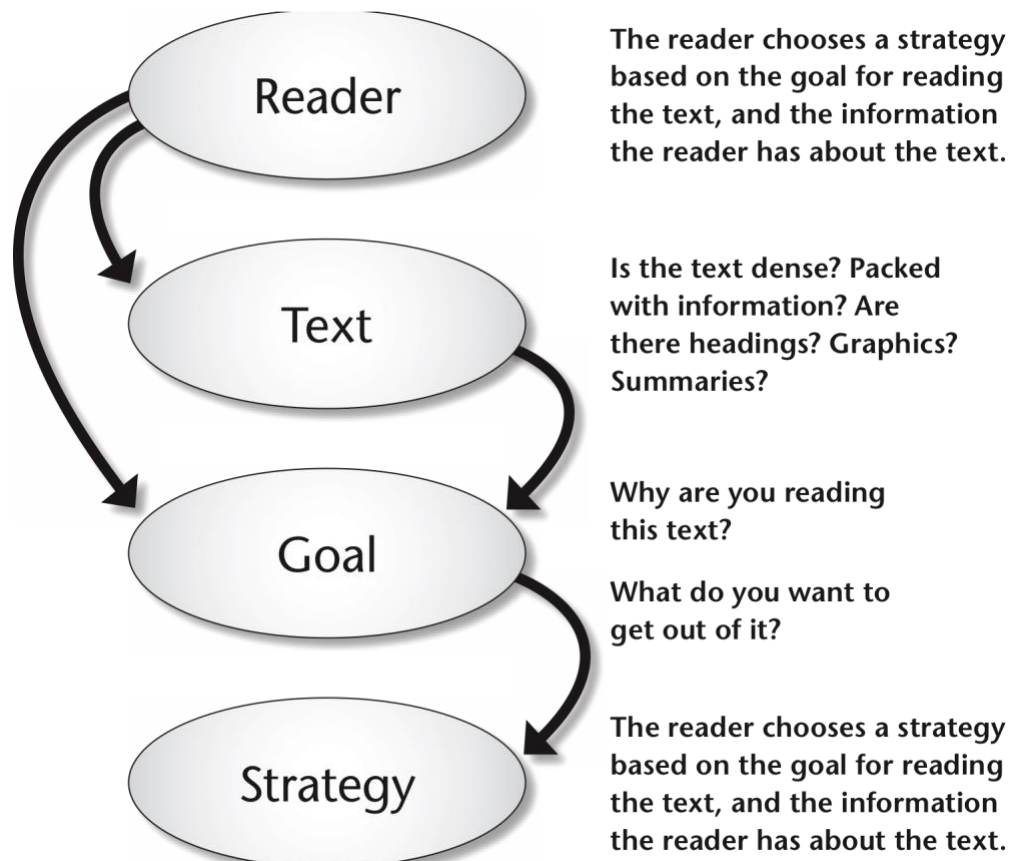 Reader
The reader chooses a strategy
based on the goal for reading
the text, and the information
the reader has about the text.
Text
Is the text dense? Packed
with information? Are
there headings? Graphics?
Summaries?
Goal
Why are you reading
this text?
What do you want to
get out of it?
Strategy
The reader chooses a strategy
based on the goal for reading
the text, and the information
the reader has about the text.